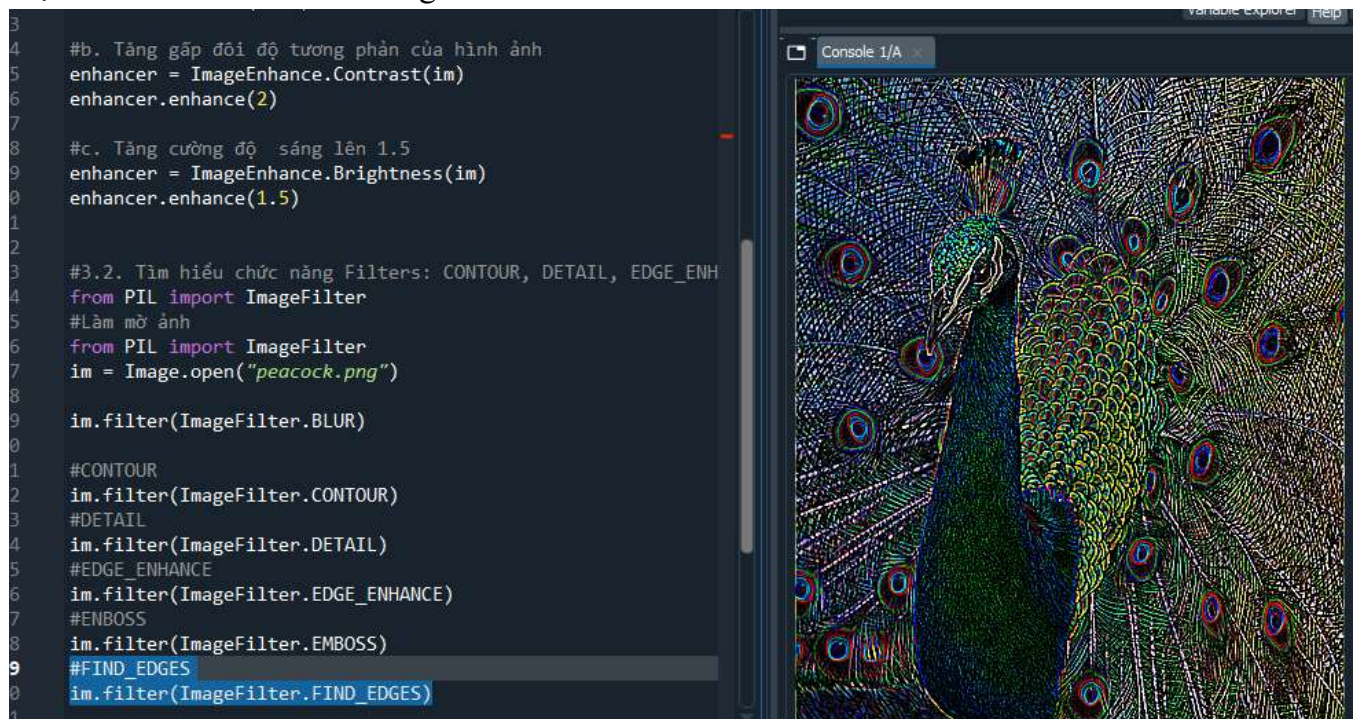 3
4 #b. Tăng gấp đôi độ tương phản của hình ảnh
5 enhancer = ImageEnhance.Contrast(im)
6 enhancer.enhance(2)
7
8 #c. Tăng cường độ  sáng lên 1.5
9 enhancer = ImageEnhance.Brightness(im)
0 enhancer.enhance(1.5)
1
2
3 #3.2. Tìm hiểu chức năng Filters: CONTOUR, DETAIL, EDGE_ENH
4 from PIL import ImageFilter
5 #Làm mờ ảnh
6 from PIL import ImageFilter
7 im = Image.open("peacock.png")
8
9 im.filter(ImageFilter.BLUR)
0
1 #CONTOUR
2 im.filter(ImageFilter.CONTOUR)
3 #DETAIL
4 im.filter(ImageFilter.DETAIL)
5 #EDGE_ENHANCE
6 im.filter(ImageFilter.EDGE_ENHANCE)
7 #ENBOSS
8 im.filter(ImageFilter.EMBOSS)
9 #FIND_EDGES
0 im.filter(ImageFilter.FIND_EDGES)
Variable explorer Help
Console 1/A